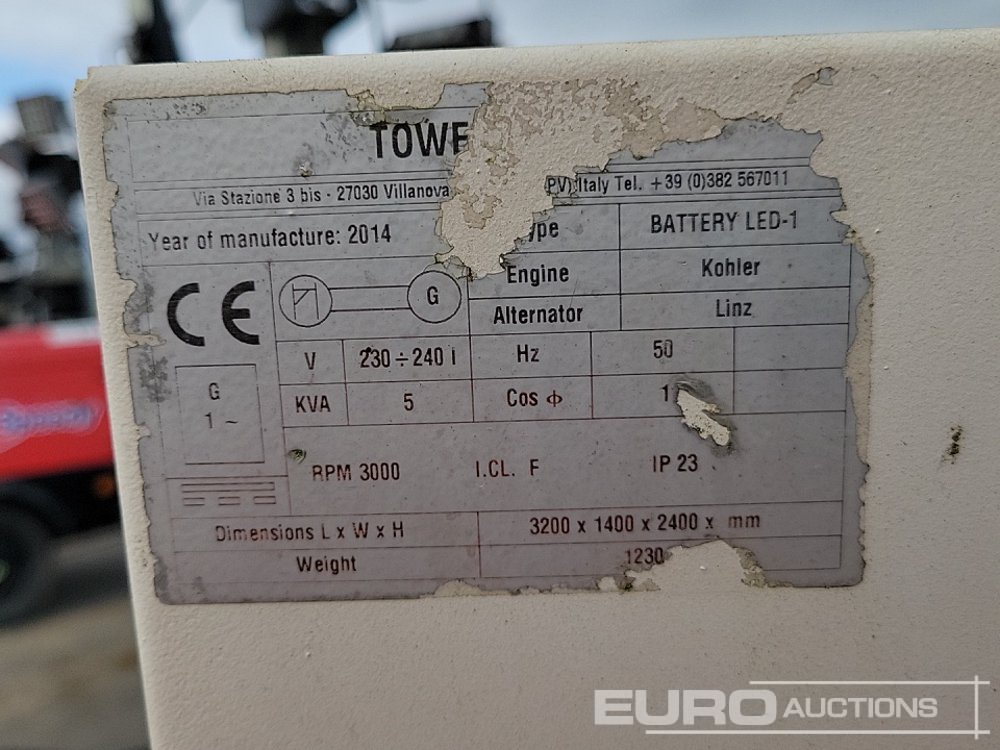 TOWE
Via Stazione 3 bis - 27030 Villanova PV) Italy Tel. +39 (0)382 567011
Year of manufacture: 2014 ype BATTERY LED-1
Engine Kohler
CE G Alternator Linz
V 230 ÷ 240 Hz 50
G KVA 5 Cos ф 1
1 ~
RPM 3000 I.CL. F IP 23
Dimensions L x W x H 3200 x 1400 x 2400 x mm
Weight 1230
EURO AUCTIONS